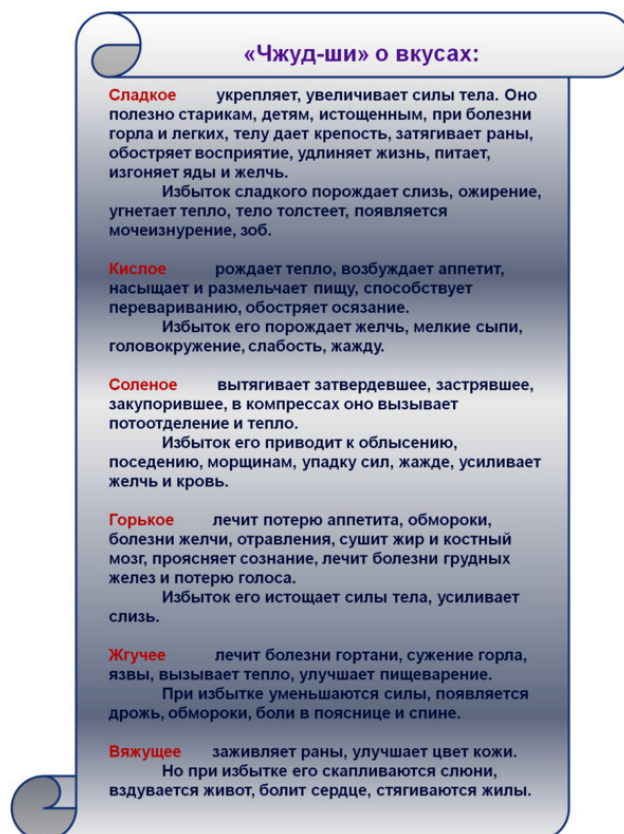 «Чжуд-ши» о вкусах:
Сладкое укрепляет, увеличивает силы тела. Оно
полезно старикам, детям, истощенным, при болезни
горла и легких, телу дает крепость, затягивает раны,
обостряет восприятие, удлиняет жизнь, питает,
изгоняет яды и желчь.
Избыток сладкого порождает слизь, ожирение,
угнетает тепло, тело толстеет, появляется
мочеизнурение, зоб.
Кислое рождает тепло, возбуждает аппетит,
насыщает и размельчает пищу, способствует
перевариванию, обостряет осязание.
Избыток его порождает желчь, мелкие сыпи,
головокружение, слабость, жажду.
Соленое вытягивает затвердевшее, застрявшее,
закупорившее, в компрессах оно вызывает
потоотделение и тепло.
Избыток его приводит к облысению,
поседению, морщинам, упадку сил, жажде, усиливает
желчь и кровь.
Горькое лечит потерю аппетита, обмороки,
болезни желчи, отравления, сушит жир и костный
мозг, проясняет сознание, лечит болезни грудных
желез и потерю голоса.
Избыток его истощает силы тела, усиливает
слизь.
Жгучее лечит болезни гортани, сужение горла,
язвы, вызывает тепло, улучшает пищеварение.
При избытке уменьшаются силы, появляется
дрожь, обмороки, боли в пояснице и спине.
Вяжущее заживляет раны, улучшает цвет кожи.
Но при избытке его скапливаются слюни,
вздувается живот, болит сердце, стягиваются жилы.